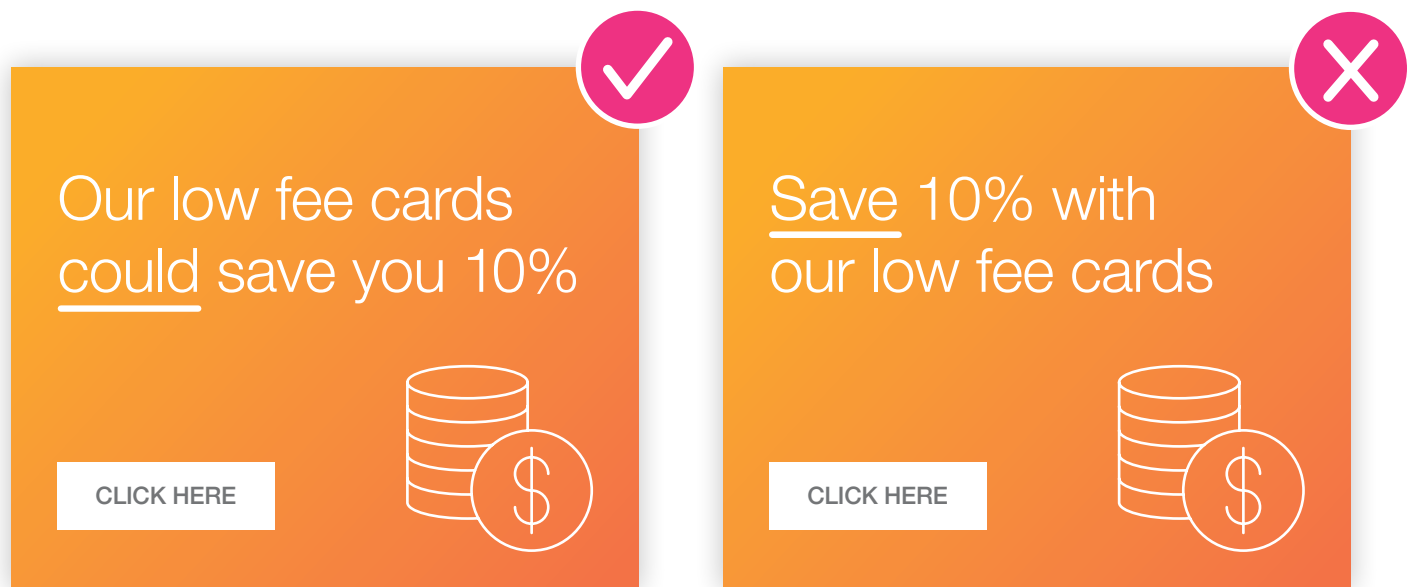 Our low fee cards
could save you 10%
CLICK HERE
Save 10% with
our low fee cards
CLICK HERE